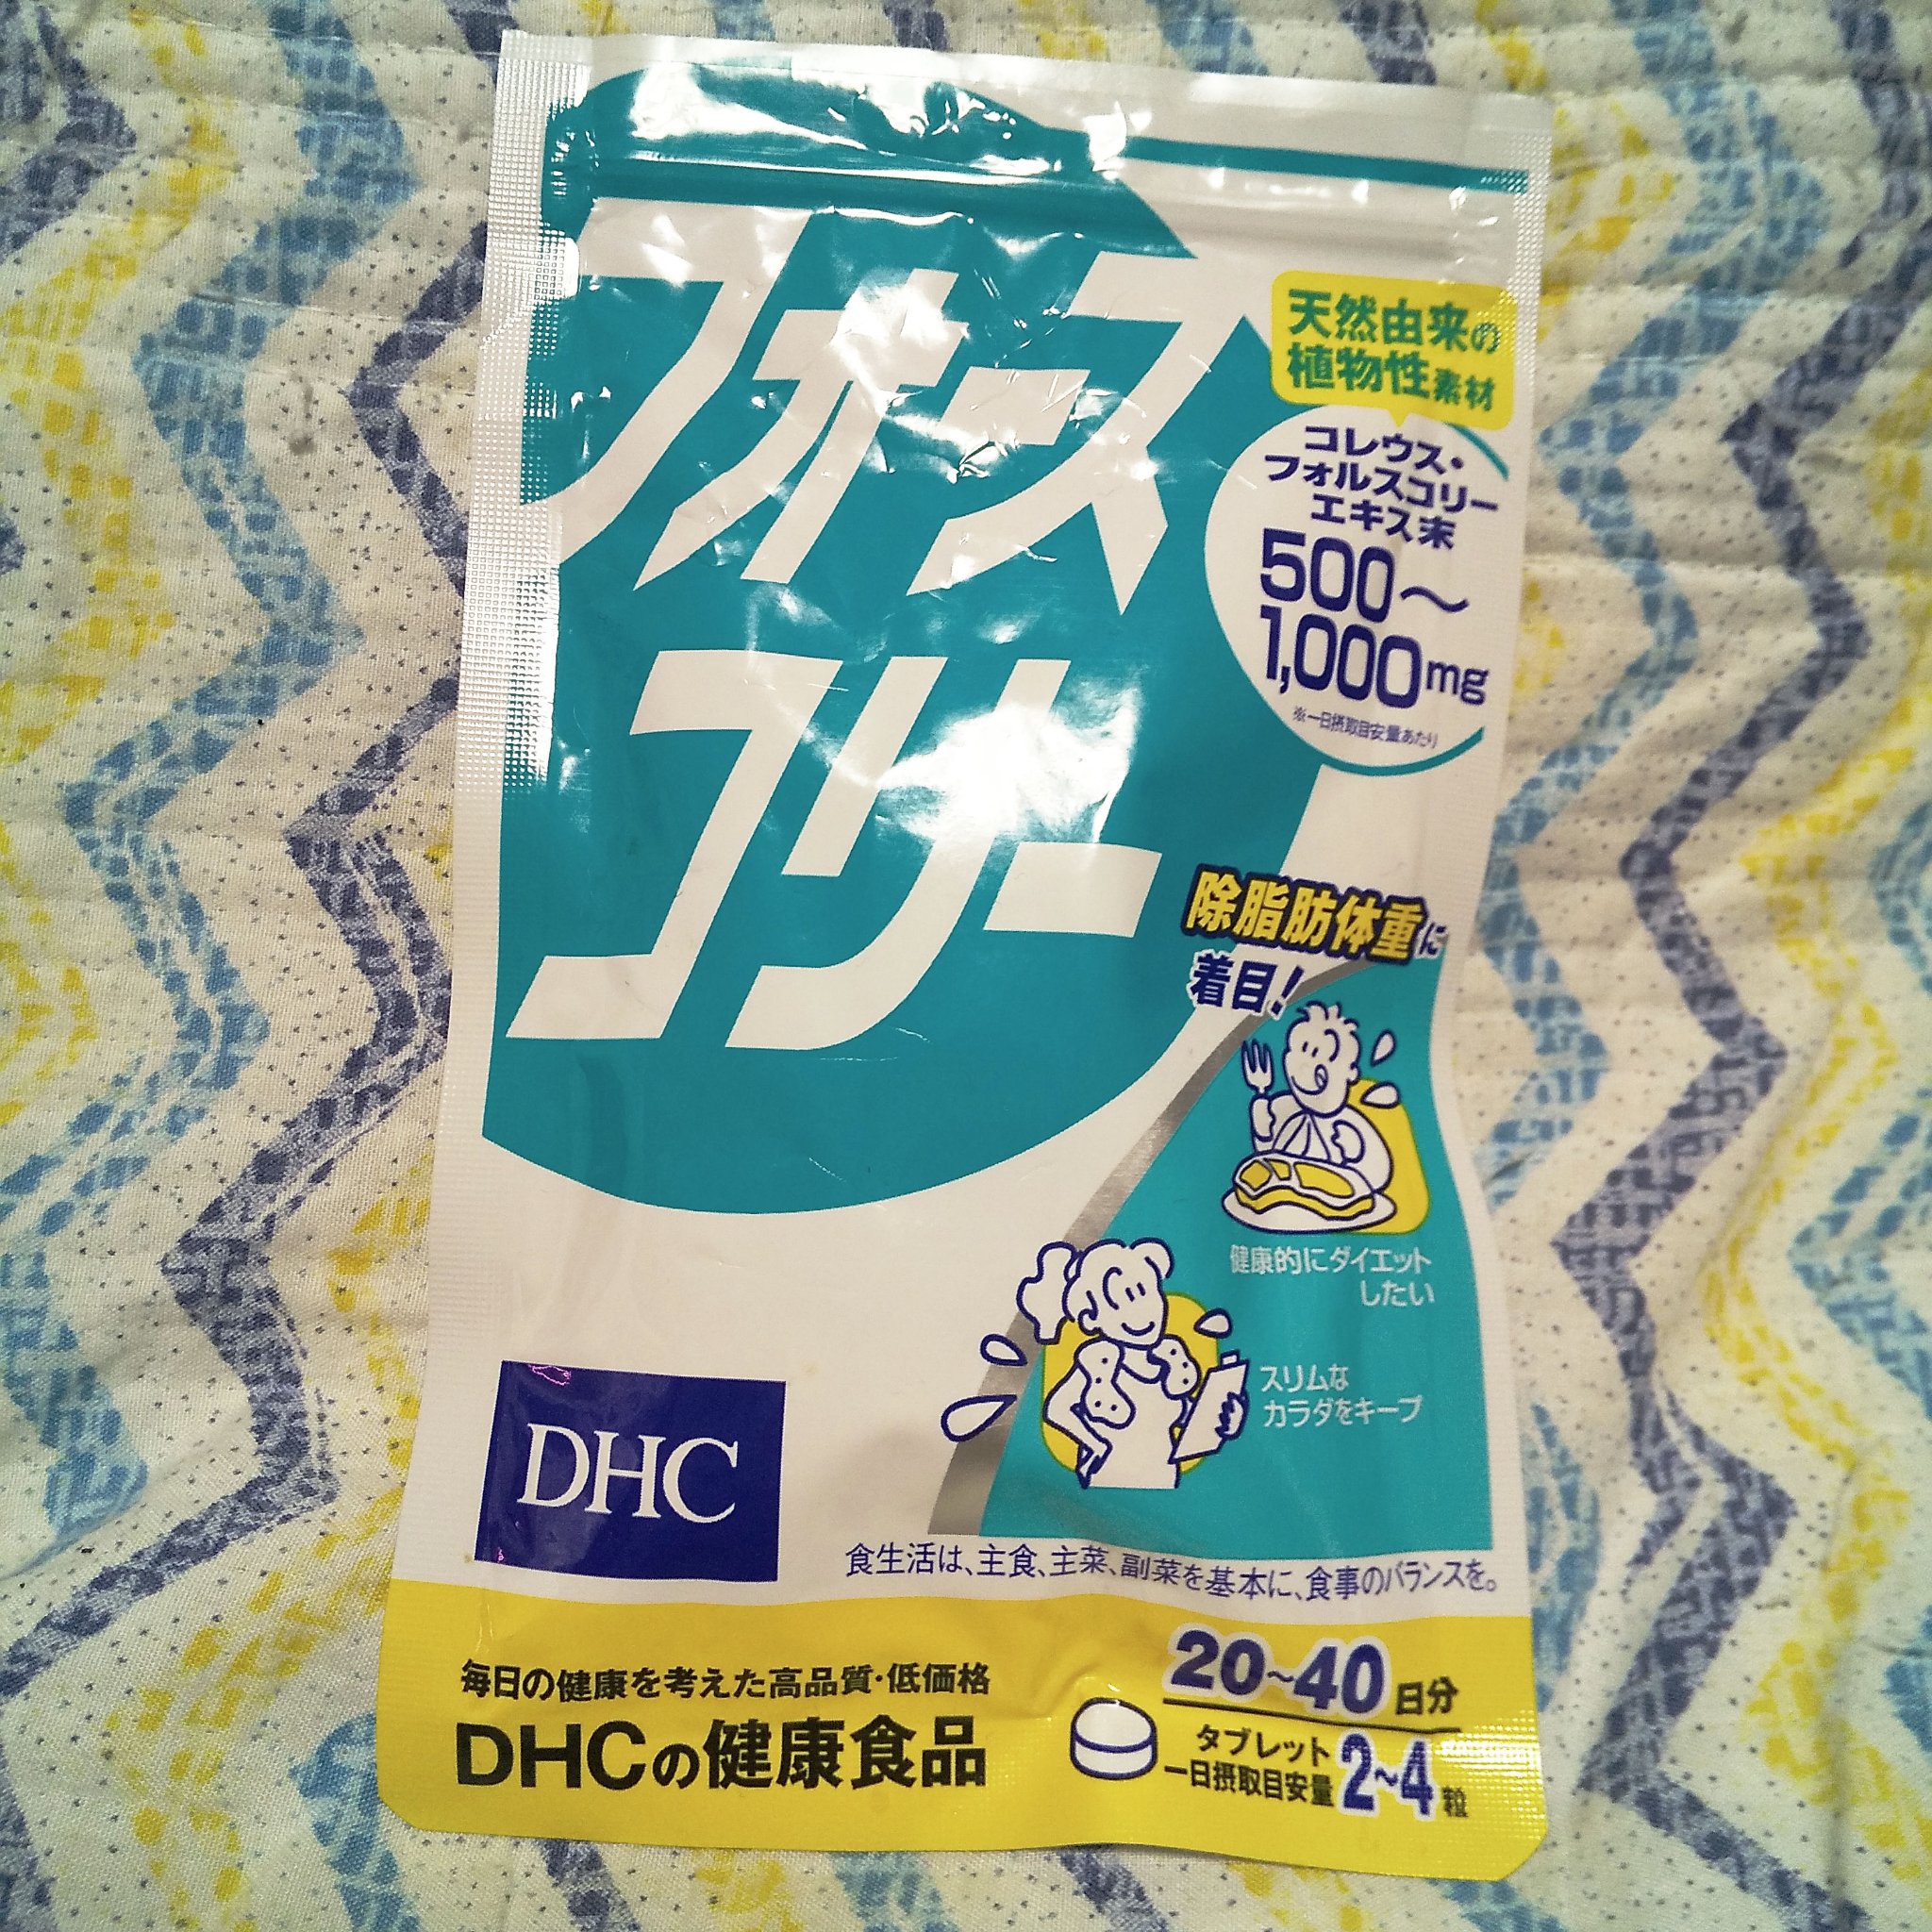 フォース
コリー
天然由来の
植物性素材
コレウス・
フォルスコリー
エキス末
500～
1,000mg
※一日摂取目安量あたり
除脂肪体重に
着目!
健康的にダイエット
したい
スリムな
カラダをキープ
DHC
食生活は、主食、主菜、副菜を基本に、食事のバランスを。
毎日の健康を考えた高品質・低価格
DHCの健康食品
20~40日分
タブレット
一日摂取目安量 2~4粒